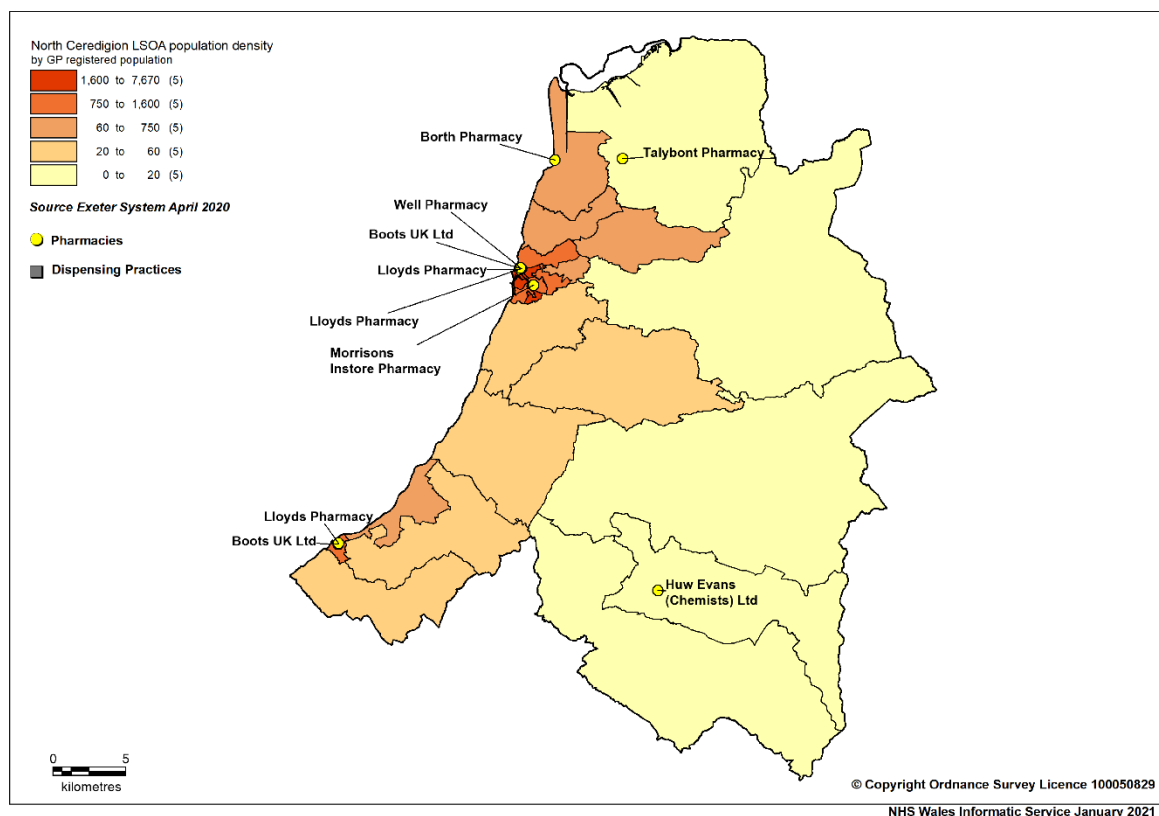 North Ceredigion LSOA population density
by GP registered population
1,600 to 7,670 (5)
750 to 1,600 (5)
60 to 750 (5)
20 to 60 (5)
0 to 20 (5)
Source Exeter System April 2020
Pharmacies
Dispensing Practices
Borth Pharmacy
Talybont Pharmacy
Well Pharmacy
Boots UK Ltd
Lloyds Pharmacy
Lloyds Pharmacy
Morrisons
Instore Pharmacy
Lloyds Pharmacy
Boots UK Ltd
Huw Evans
(Chemists) Ltd
0 5
kilometres
© Copyright Ordnance Survey Licence 100050829
NHS Wales Informatic Service January 2021